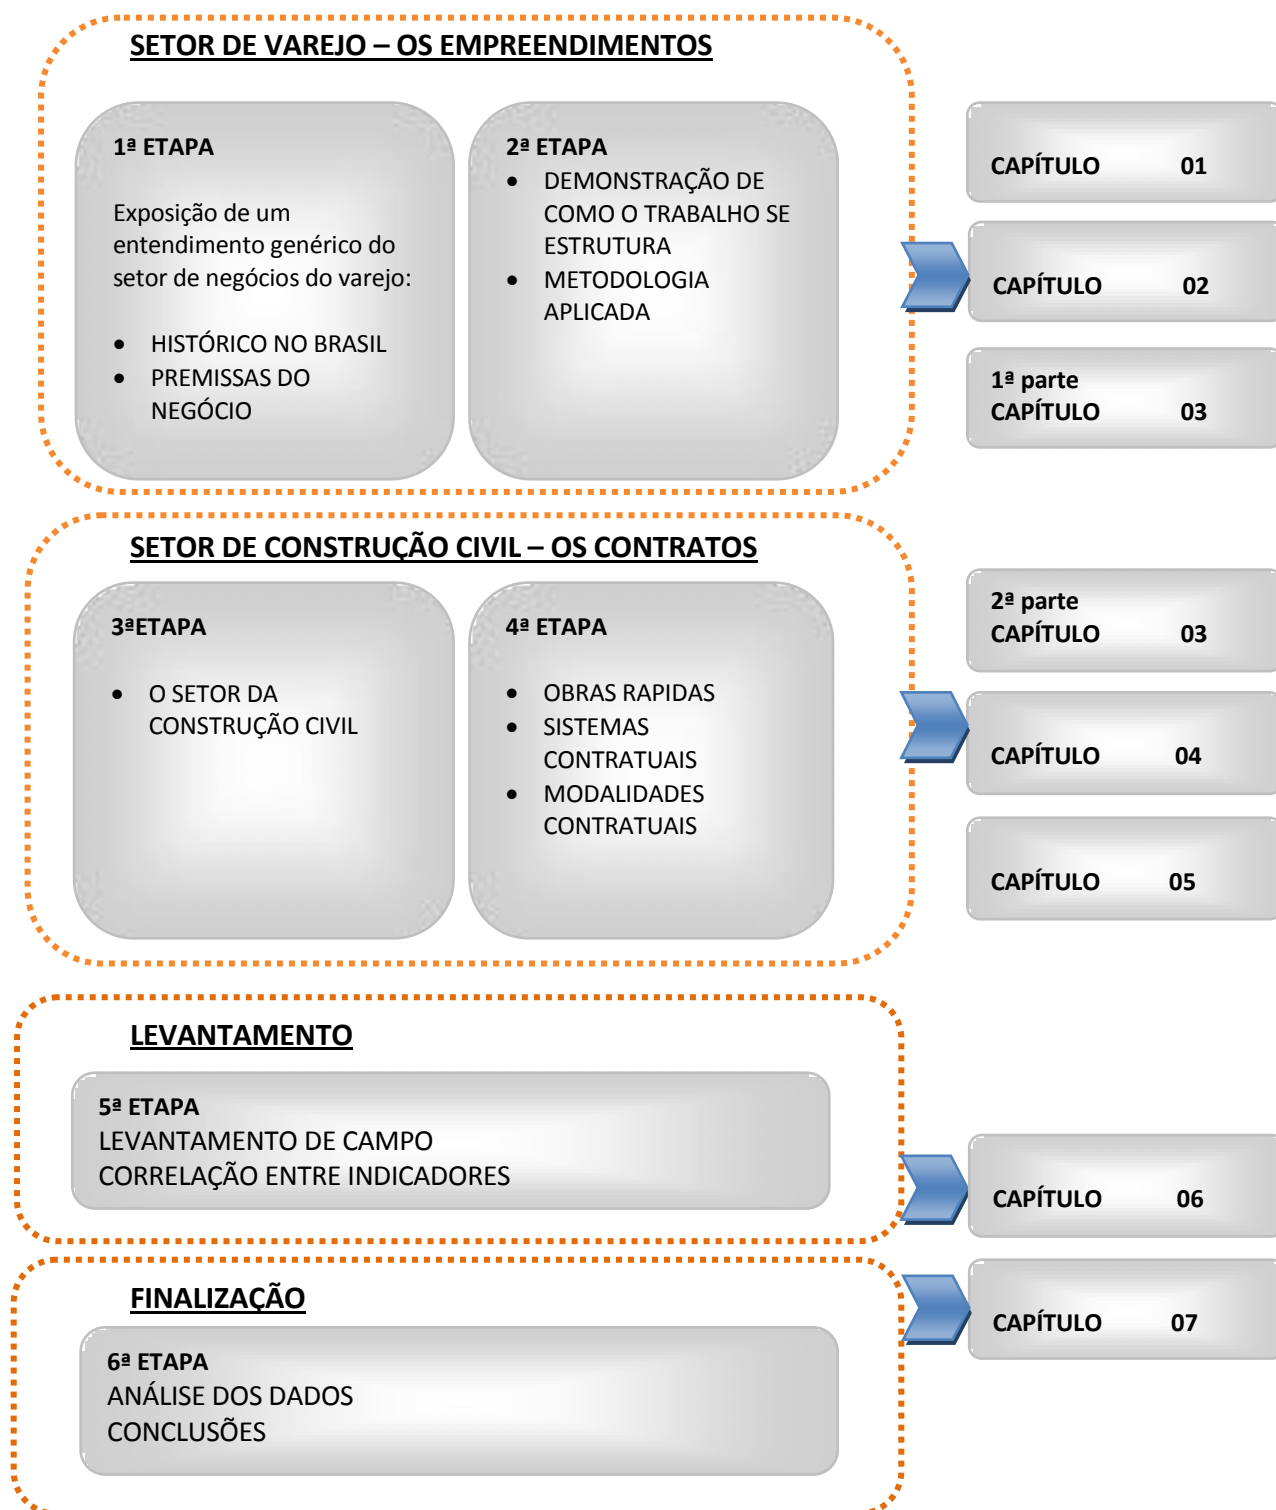 SETOR DE VAREJO – OS EMPREENDIMENTOS
1ª ETAPA
Exposição de um
entendimento genérico do
setor de negócios do varejo:
• HISTÓRICO NO BRASIL
• PREMISSAS DO
NEGÓCIO
2ª ETAPA
• DEMONSTRAÇÃO DE
COMO O TRABALHO SE
ESTRUTURA
• METODOLOGIA
APLICADA
CAPÍTULO 01
CAPÍTULO 02
1ª parte
CAPÍTULO 03
SETOR DE CONSTRUÇÃO CIVIL – OS CONTRATOS
3ªETAPA
• O SETOR DA
CONSTRUÇÃO CIVIL
4ª ETAPA
• OBRAS RAPIDAS
• SISTEMAS
CONTRATUAIS
• MODALIDADES
CONTRATUAIS
2ª parte
CAPÍTULO 03
CAPÍTULO 04
CAPÍTULO 05
LEVANTAMENTO
5ª ETAPA
LEVANTAMENTO DE CAMPO
CORRELAÇÃO ENTRE INDICADORES
CAPÍTULO 06
FINALIZAÇÃO
6ª ETAPA
ANÁLISE DOS DADOS
CONCLUSÕES
CAPÍTULO 07